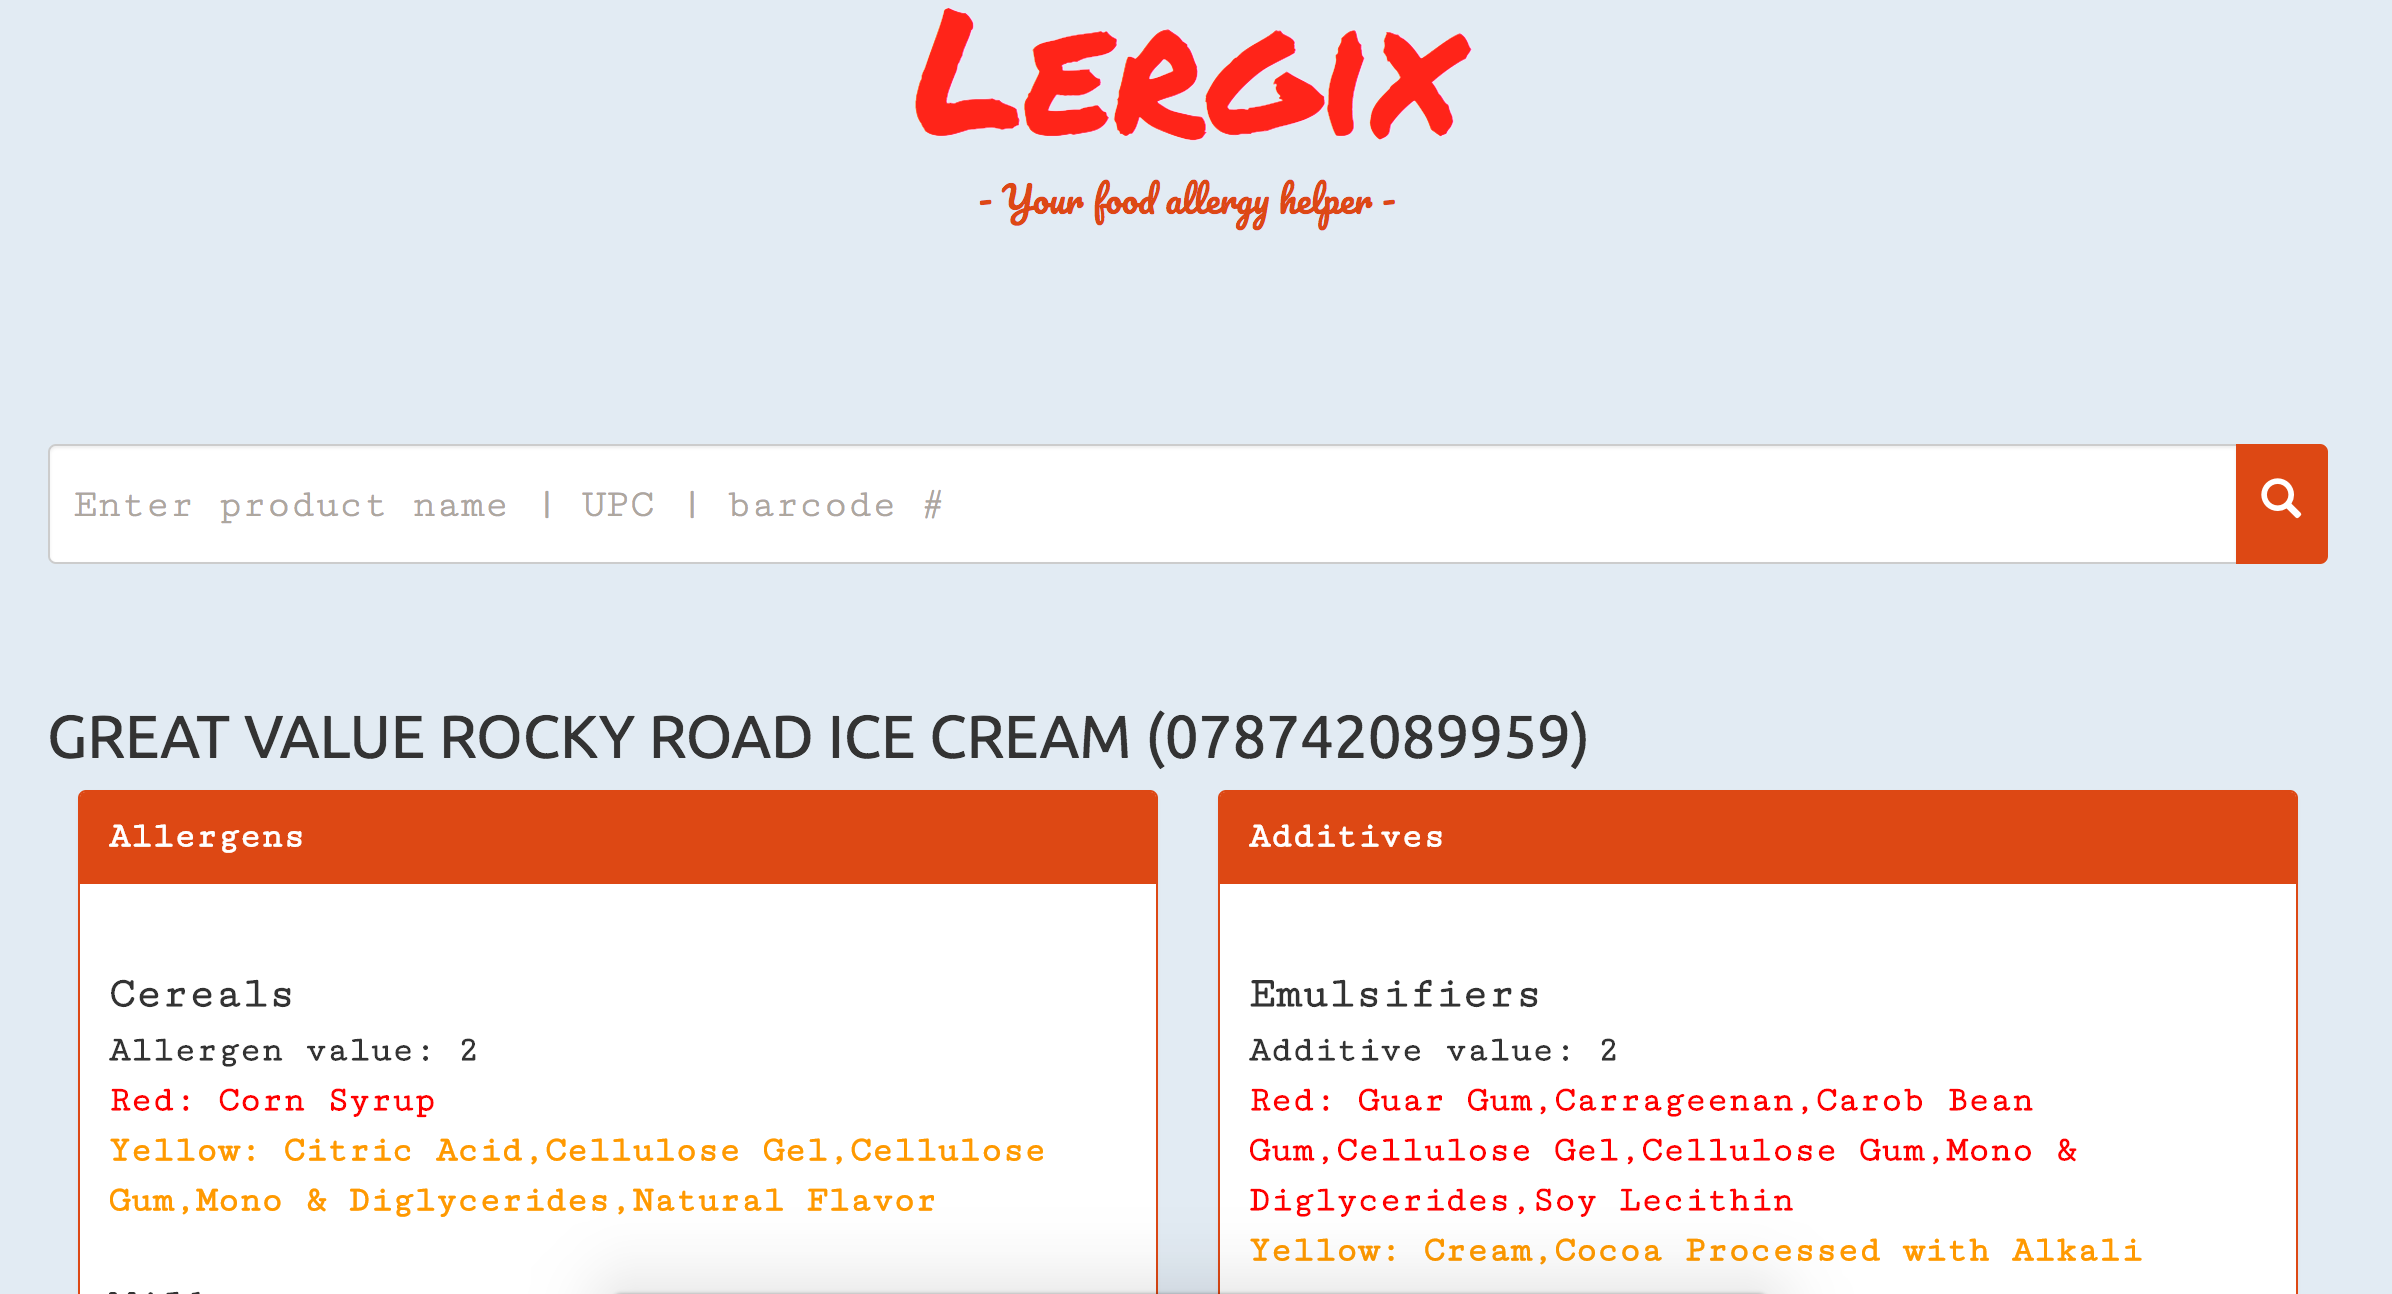 LERGIX
- Your food allergy helper -
Enter product name | UPC | barcode #
GREAT VALUE ROCKY ROAD ICE CREAM (078742089959)
Allergens
Cereals
Allergen value: 2
Red: Corn Syrup
Yellow: Citric Acid,Cellulose Gel,Cellulose
Gum,Mono & Diglycerides,Natural Flavor
Additives
Emulsifiers
Additive value: 2
Red: Guar Gum,Carrageenan,Carob Bean
Gum,Cellulose Gel,Cellulose Gum,Mono &
Diglycerides,Soy Lecithin
Yellow: Cream,Cocoa Processed with Alkali